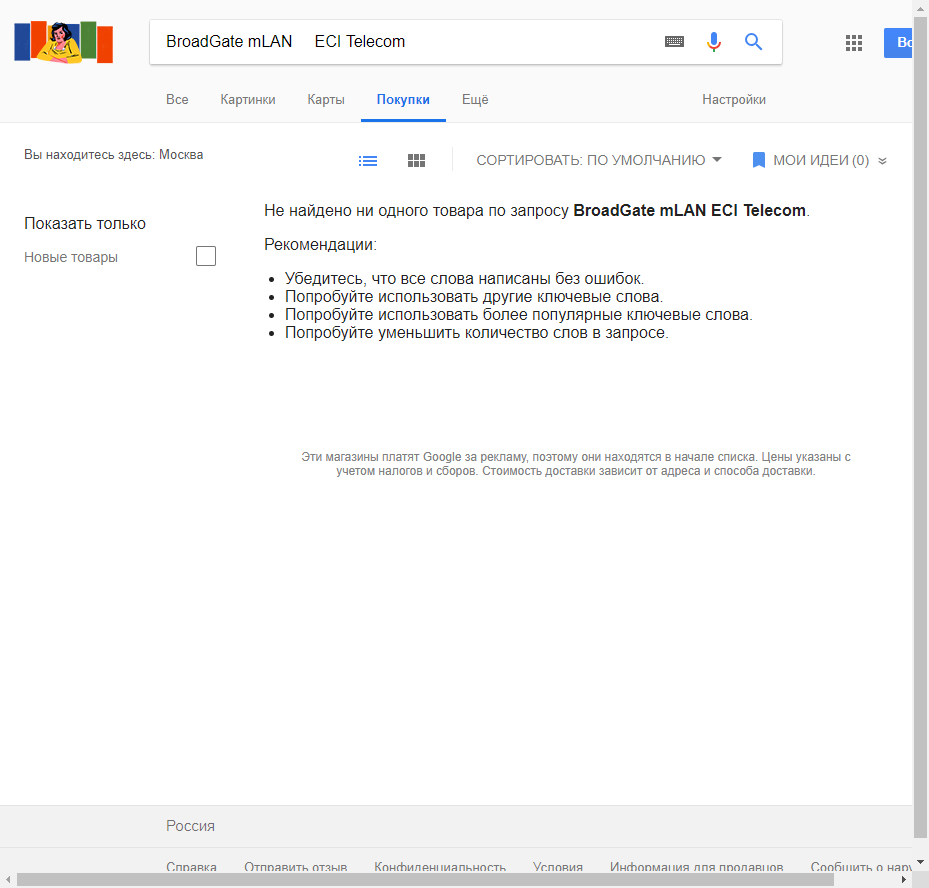 BroadGate mLAN ECI Telecom
Все Картинки Карты Покупки Ещё Настройки
Вы находитесь здесь: Москва
СОРТИРОВАТЬ: ПО УМОЛЧАНИЮ МОИ ИДЕИ (0)
Показать только
Новые товары
Не найдено ни одного товара по запросу BroadGate mLAN ECI Telecom.
Рекомендации:
Убедитесь, что все слова написаны без ошибок.
Попробуйте использовать другие ключевые слова.
Попробуйте использовать более популярные ключевые слова.
Попробуйте уменьшить количество слов в запросе.
Эти магазины платят Google за рекламу, поэтому они находятся в начале списка. Цены указаны с
учетом налогов и сборов. Стоимость доставки зависит от адреса и способа доставки.
Россия
Справка Отправить отзыв Конфиденциальность Условия Информация для продавцов Сообщить о